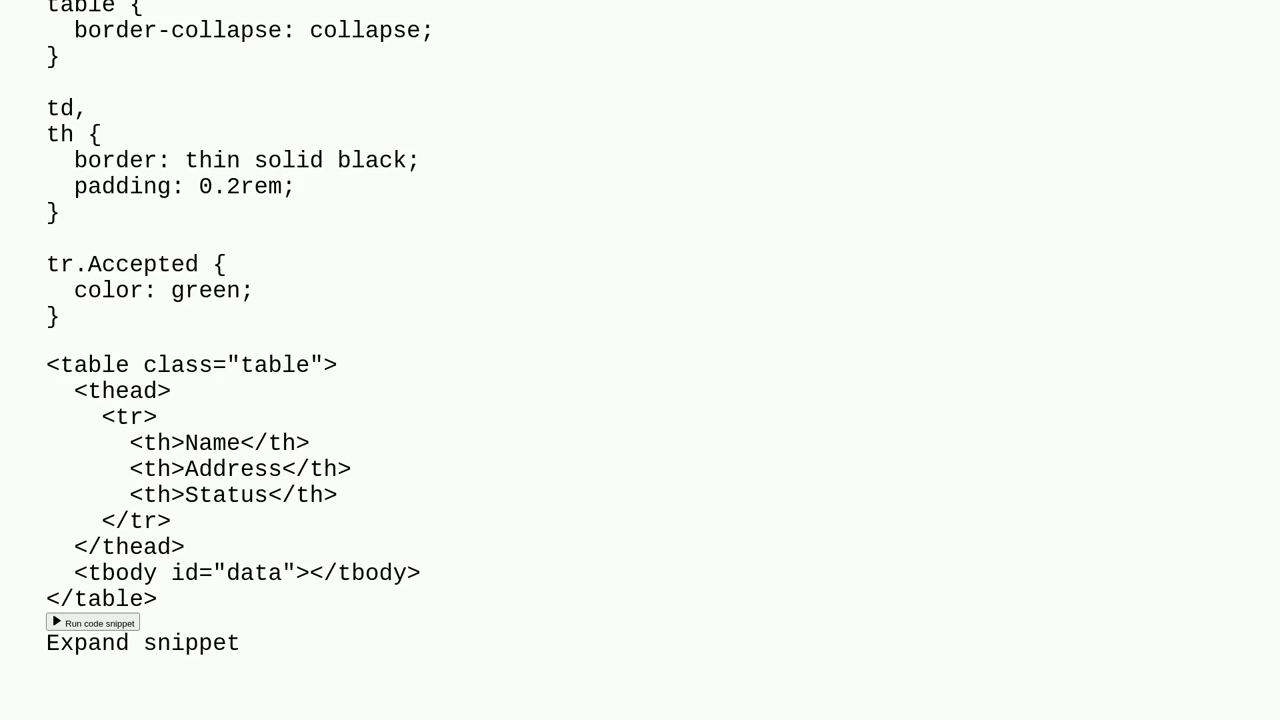 table {
  border-collapse: collapse;
}

td,
th {
  border: thin solid black;
  padding: 0.2rem;
}

tr.Accepted {
  color: green;
}

<table class="table">
  <thead>
    <tr>
      <th>Name</th>
      <th>Address</th>
      <th>Status</th>
    </tr>
  </thead>
  <tbody id="data"></tbody>
</table>
Run code snippet
Expand snippet